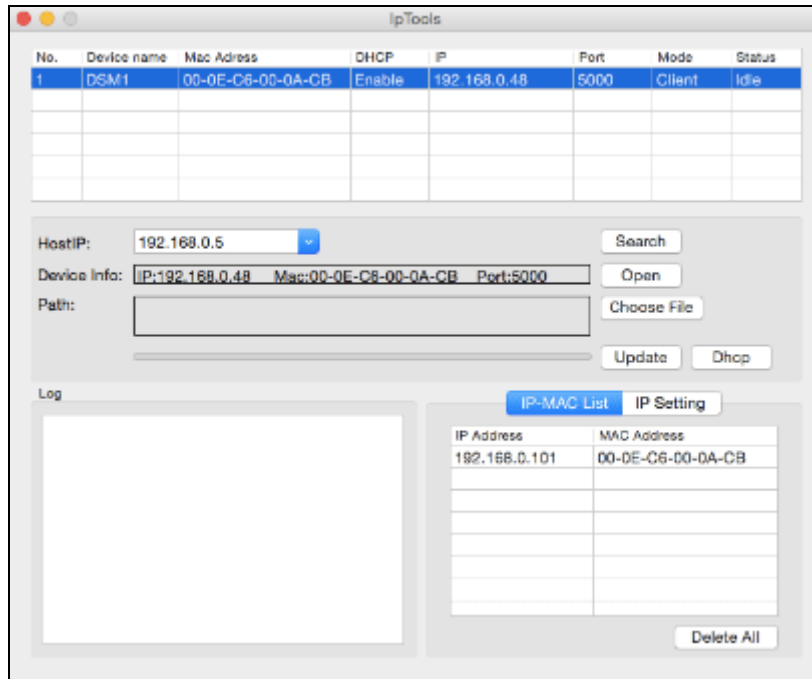 IpTools
No. Device name Mac Adress DHCP IP Port Mode Status
1 DSM1 00-0E-C6-00-0A-CB Enable 192.168.0.48 5000 Client Idle
HostIP: 192.168.0.5 Search
Device Info: IP:192.168.0.48 Mac:00-0E-C6-00-0A-CB Port:5000 Open
Path: Choose File
Update Dhcp
Log
IP-MAC List IP Setting
IP Address MAC Address
192.168.0.101 00-0E-C6-00-0A-CB
Delete All